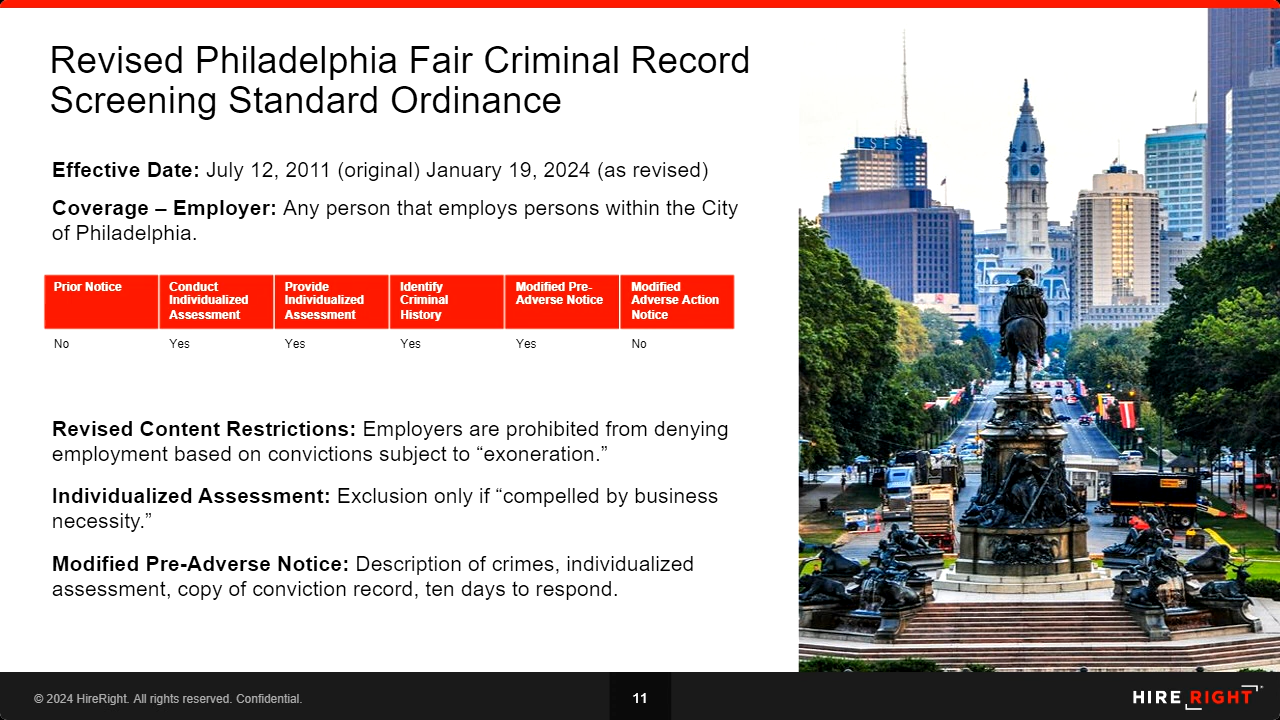 Revised Philadelphia Fair Criminal Record
Screening Standard Ordinance
Effective Date: July 12, 2011 (original) January 19, 2024 (as revised)
Coverage – Employer: Any person that employs persons within the City
of Philadelphia.
Prior Notice
Conduct
Individualized
Assessment
Provide
Individualized
Assessment
Identify
Criminal
History
Modified Pre-
Adverse Notice
Modified
Adverse Action
Notice
No
Yes
Yes
Yes
Yes
No
Revised Content Restrictions: Employers are prohibited from denying
employment based on convictions subject to “exoneration.”
Individualized Assessment: Exclusion only if “compelled by business
necessity.”
Modified Pre-Adverse Notice: Description of crimes, individualized
assessment, copy of conviction record, ten days to respond.
PSFS
© 2024 HireRight. All rights reserved. Confidential.
11
HIRE RIGHT